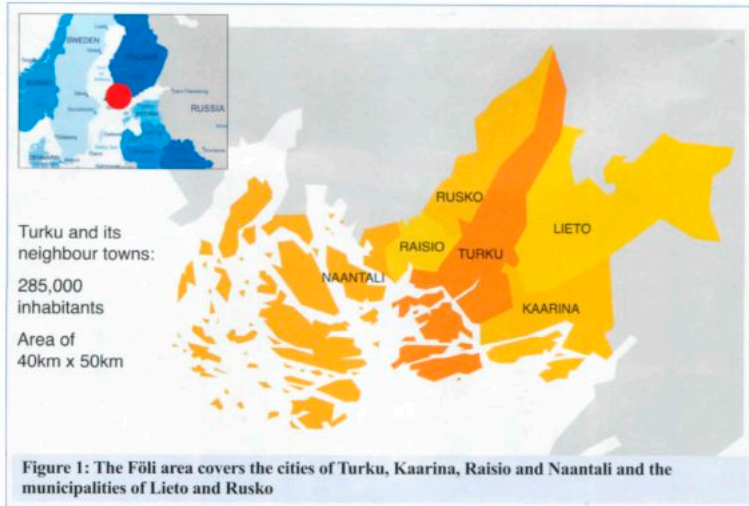 SWEDEN
FINLAND
RUSSIA
RUSKO
LIETO
RAISIO
TURKU
NAANTALI
KAARINA
Turku and its
neighbour towns:
285,000
inhabitants
Area of
40km x 50km
Figure 1: The Föli area covers the cities of Turku, Kaarina, Raisio and Naantali and the
municipalities of Lieto and Rusko